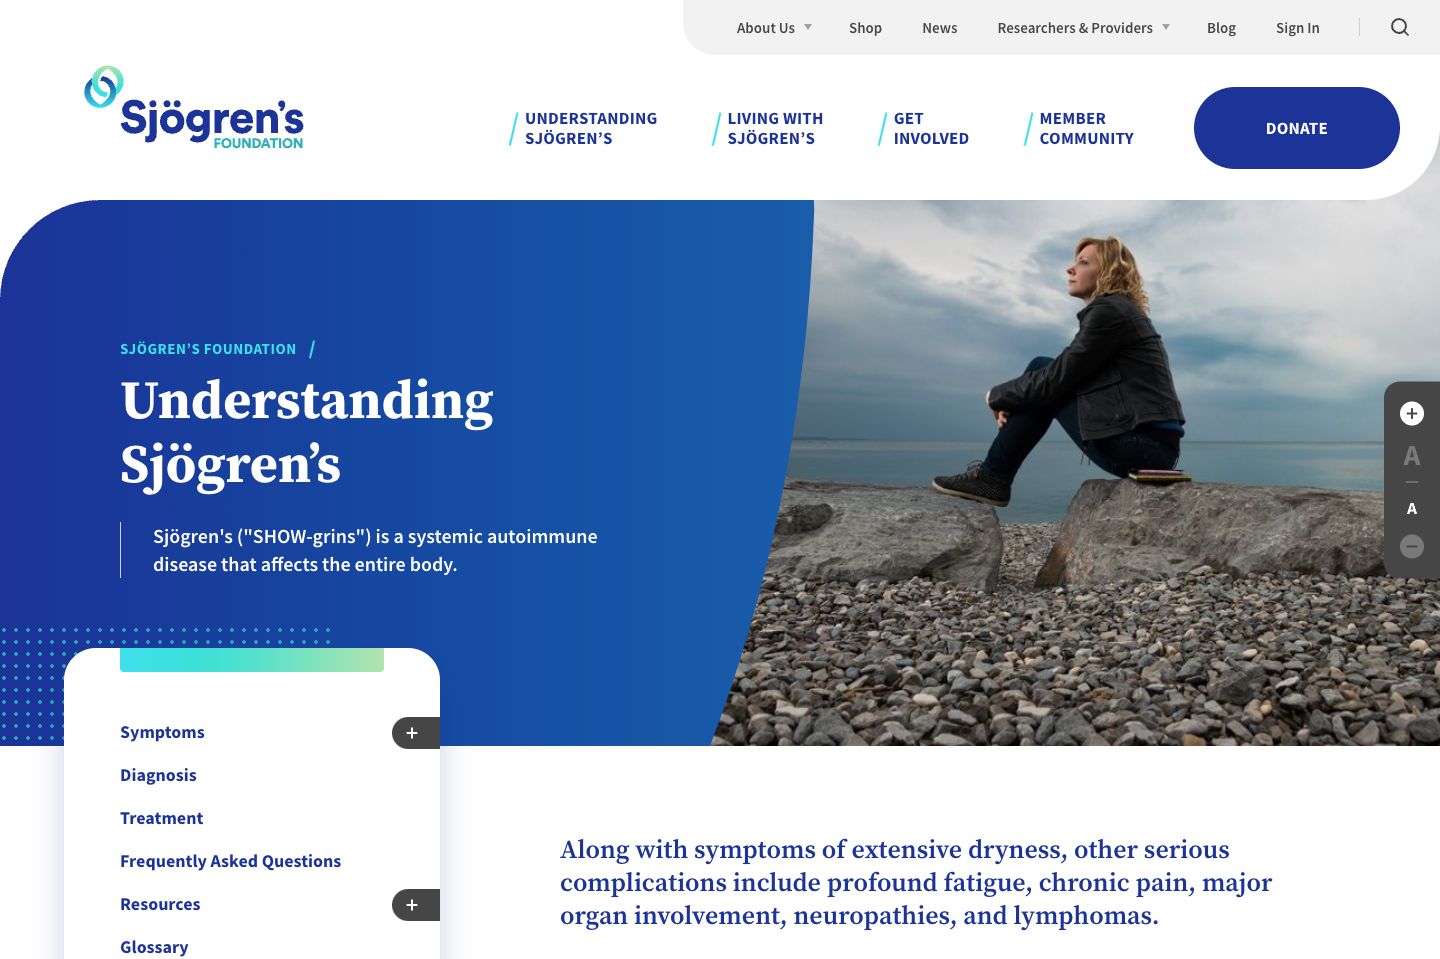 About Us
Shop
News
Researchers & Providers
Blog
Sign In
Sjögren’s
FOUNDATION
UNDERSTANDING
SJÖGREN’S
LIVING WITH
SJÖGREN’S
GET
INVOLVED
MEMBER
COMMUNITY
DONATE
SJÖGREN’S FOUNDATION /
Understanding
Sjögren’s
Sjögren's ("SHOW-grins") is a systemic autoimmune
disease that affects the entire body.
A
A
Symptoms
Diagnosis
Treatment
Frequently Asked Questions
Resources
Glossary
Along with symptoms of extensive dryness, other serious
complications include profound fatigue, chronic pain, major
organ involvement, neuropathies, and lymphomas.